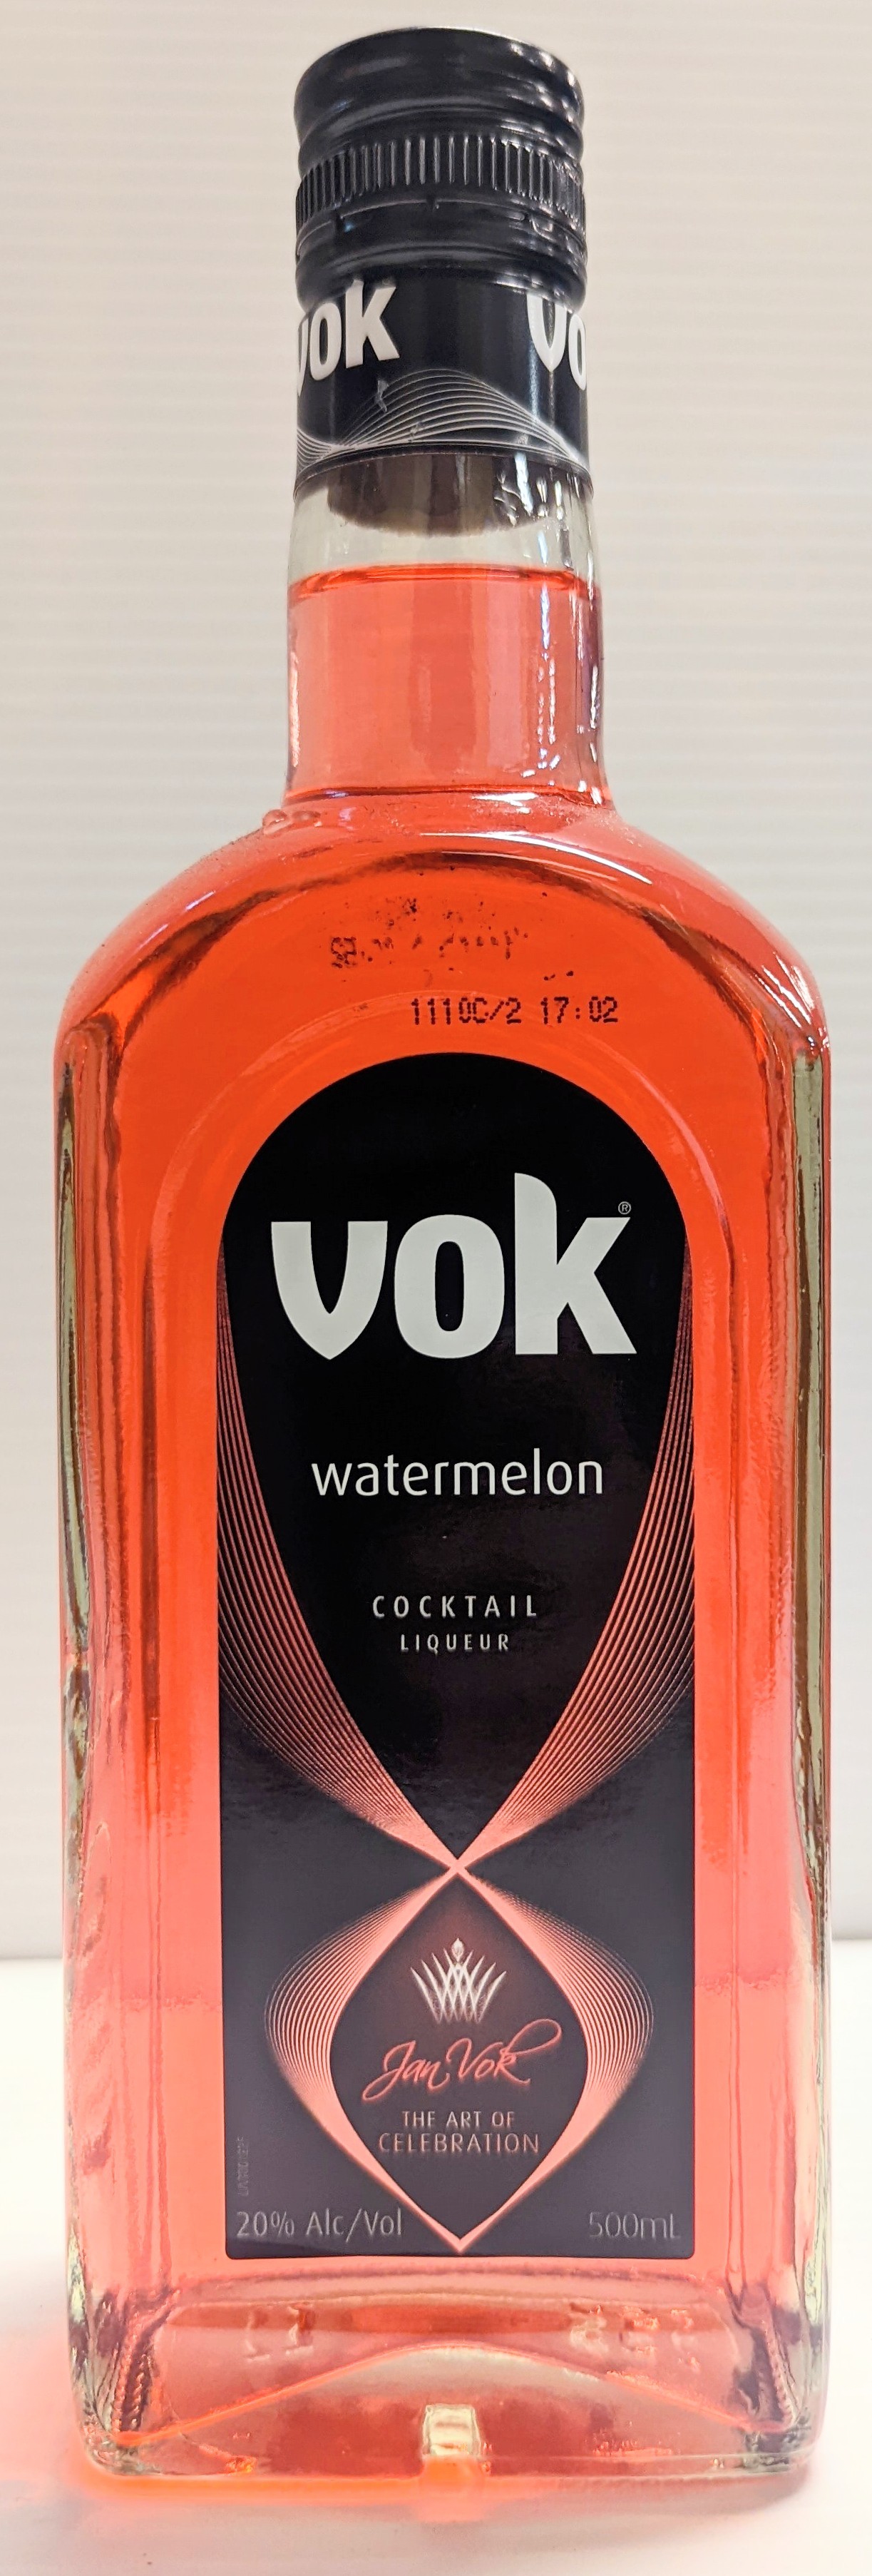 vok
vo
1110C/2 17:02
vok®
watermelon
COCKTAIL
LIQUEUR
Jan Vok
THE ART OF
CELEBRATION
20% Alc/Vol
500mL